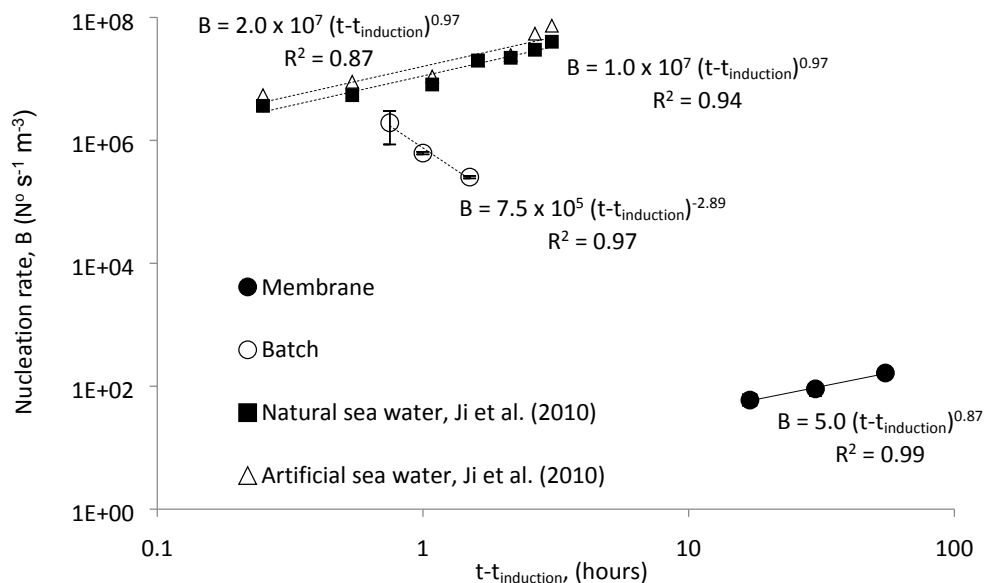 B = 2.0 x 10⁷ (t-t_induction)^0.97
R² = 0.87
B = 1.0 x 10⁷ (t-t_induction)^0.97
R² = 0.94
B = 7.5 x 10⁵ (t-t_induction)^-2.89
R² = 0.97
B = 5.0 (t-t_induction)^0.87
R² = 0.99
Membrane
Batch
Natural sea water, Ji et al. (2010)
Artificial sea water, Ji et al. (2010)
Nucleation rate, B (Nº s⁻¹ m⁻³)
1E+08
1E+06
1E+04
1E+02
1E+00
0.1 1 10 100
t-t_induction, (hours)